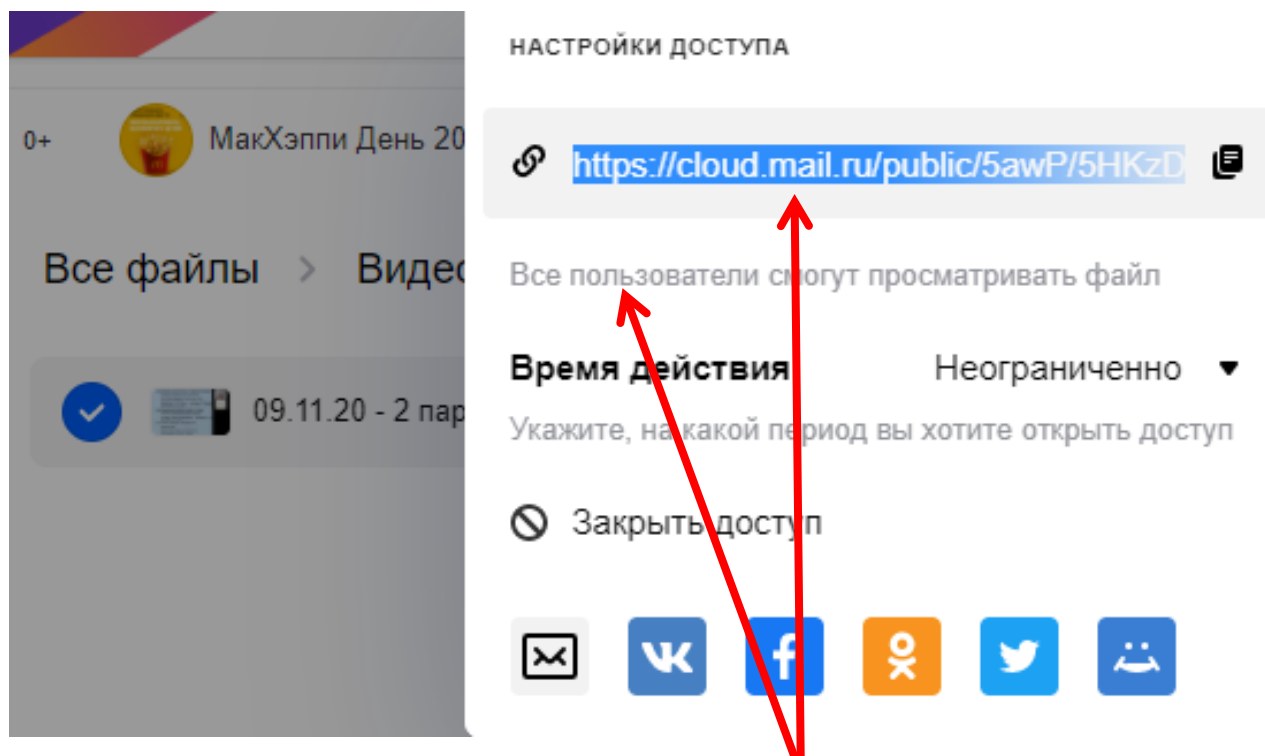 НАСТРОЙКИ ДОСТУПА
0+
МакХэппи День 20
https://cloud.mail.ru/public/5awP/5HKzD
Все файлы > Видео
Все пользователи смогут просматривать файл
Время действия Неограниченно
09.11.20 - 2 пар
Укажите, на какой период вы хотите открыть доступ
Закрыть доступ